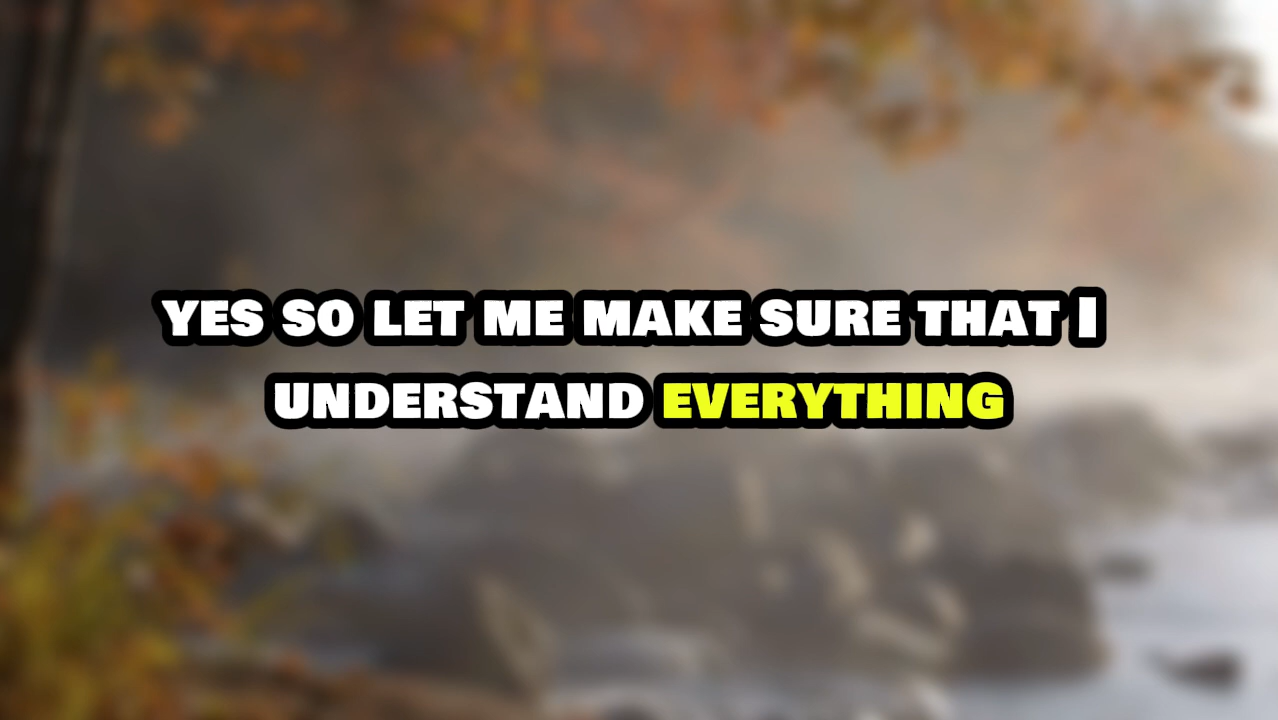 YES SO LET ME MAKE SURE THAT I
UNDERSTAND EVERYTHING